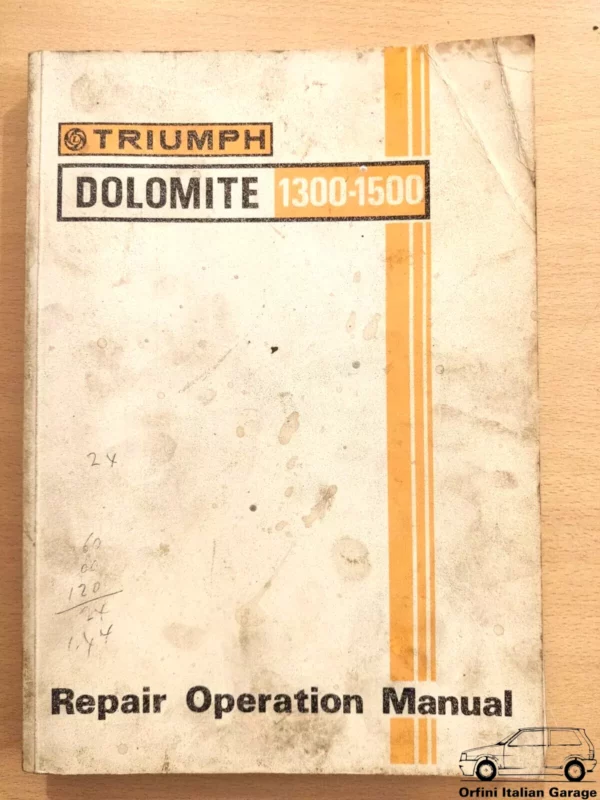 TRIUMPH
DOLOMITE 1300-1500
24
60
120
24
1.44
Repair Operation Manual
Orfini Italian Garage